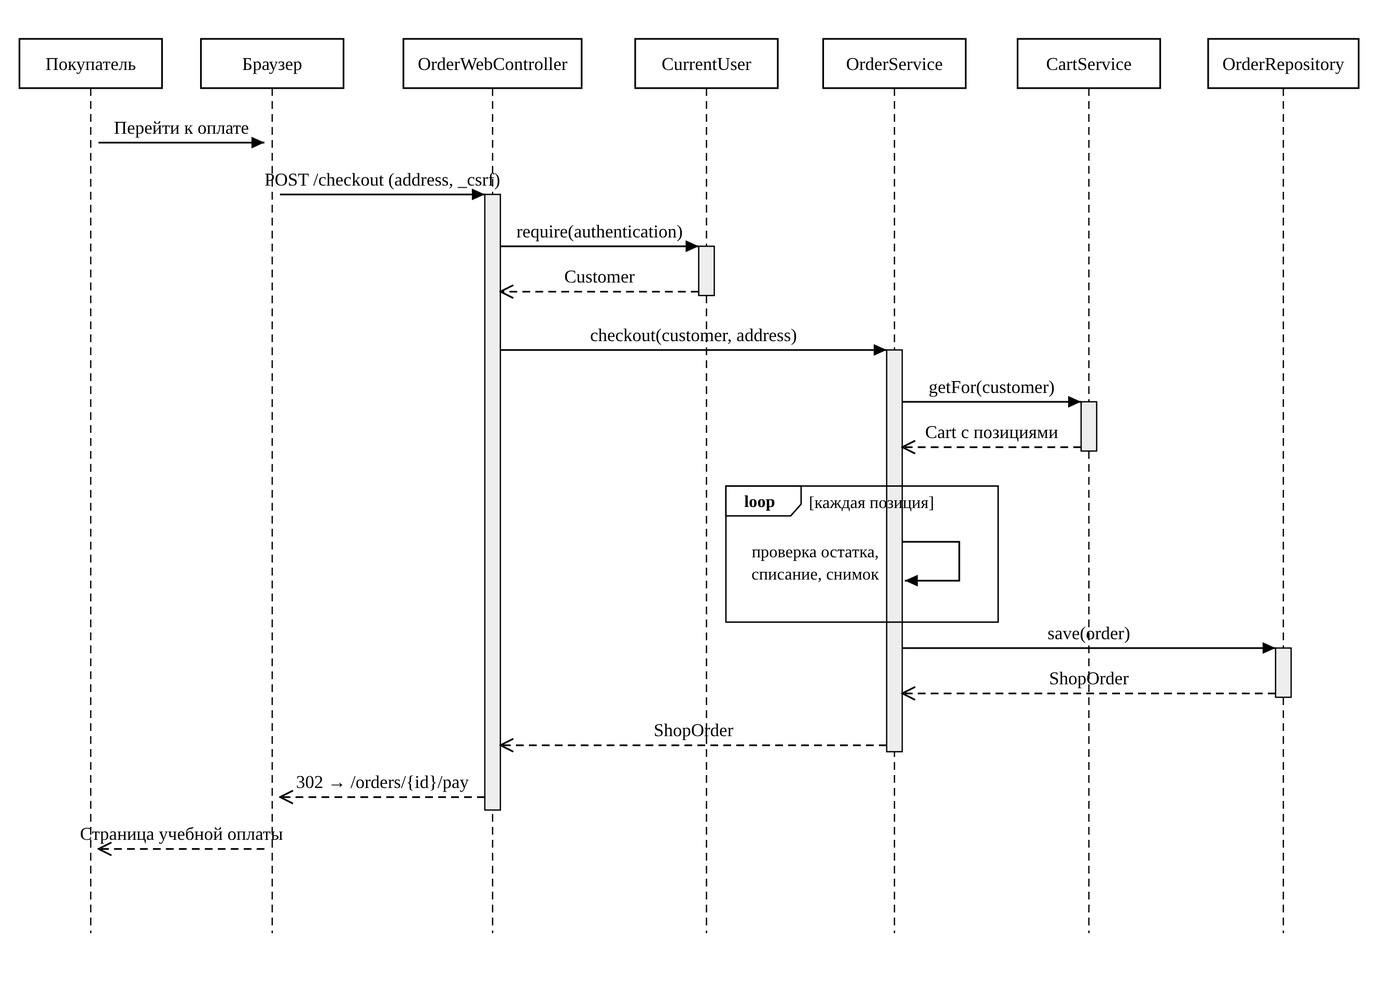 Покупатель
Браузер
OrderWebController
CurrentUser
OrderService
CartService
OrderRepository
Перейти к оплате
POST /checkout (address, _csrf)
require(authentication)
Customer
checkout(customer, address)
getFor(customer)
Cart с позициями
loop
[каждая позиция]
проверка остатка,
списание, снимок
save(order)
ShopOrder
ShopOrder
302 → /orders/{id}/pay
Страница учебной оплаты